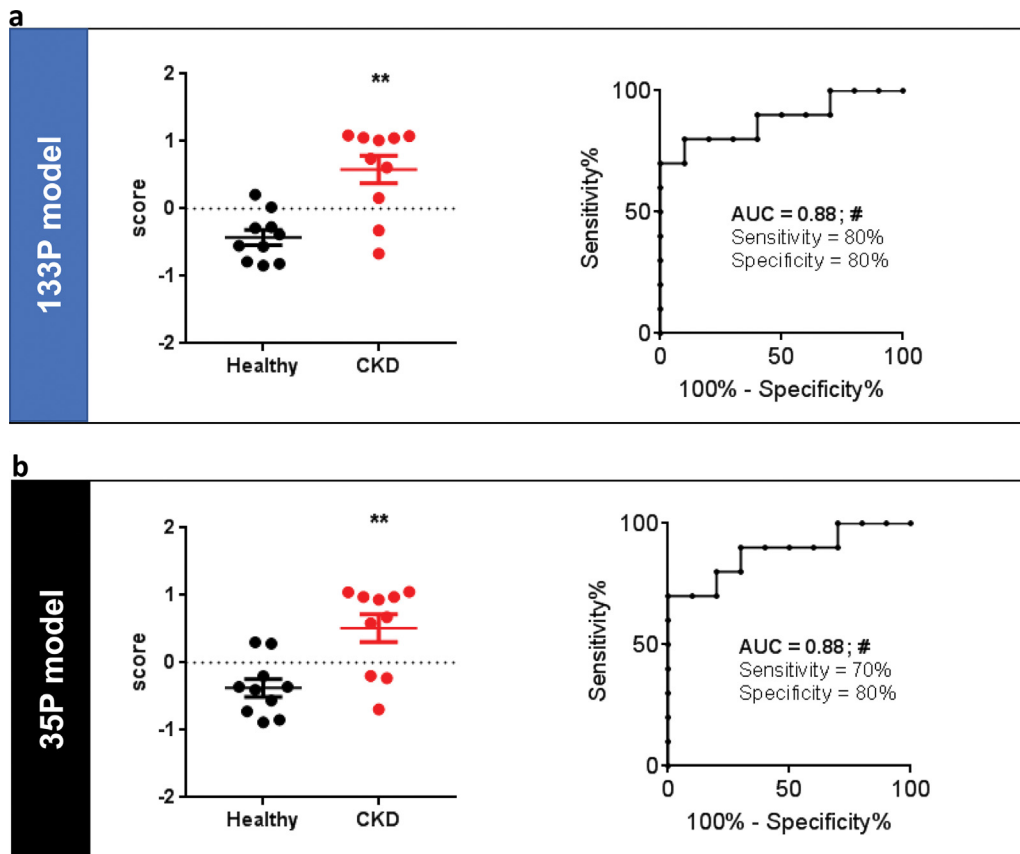 a
133P model
score
2
1
0
-1
-2
**
Healthy
CKD
Sensitivity%
100
50
0
AUC = 0.88; #
Sensitivity = 80%
Specificity = 80%
0
50
100
100% - Specificity%
b
35P model
score
2
1
0
-1
-2
**
Healthy
CKD
Sensitivity%
100
50
0
AUC = 0.88; #
Sensitivity = 70%
Specificity = 80%
0
50
100
100% - Specificity%